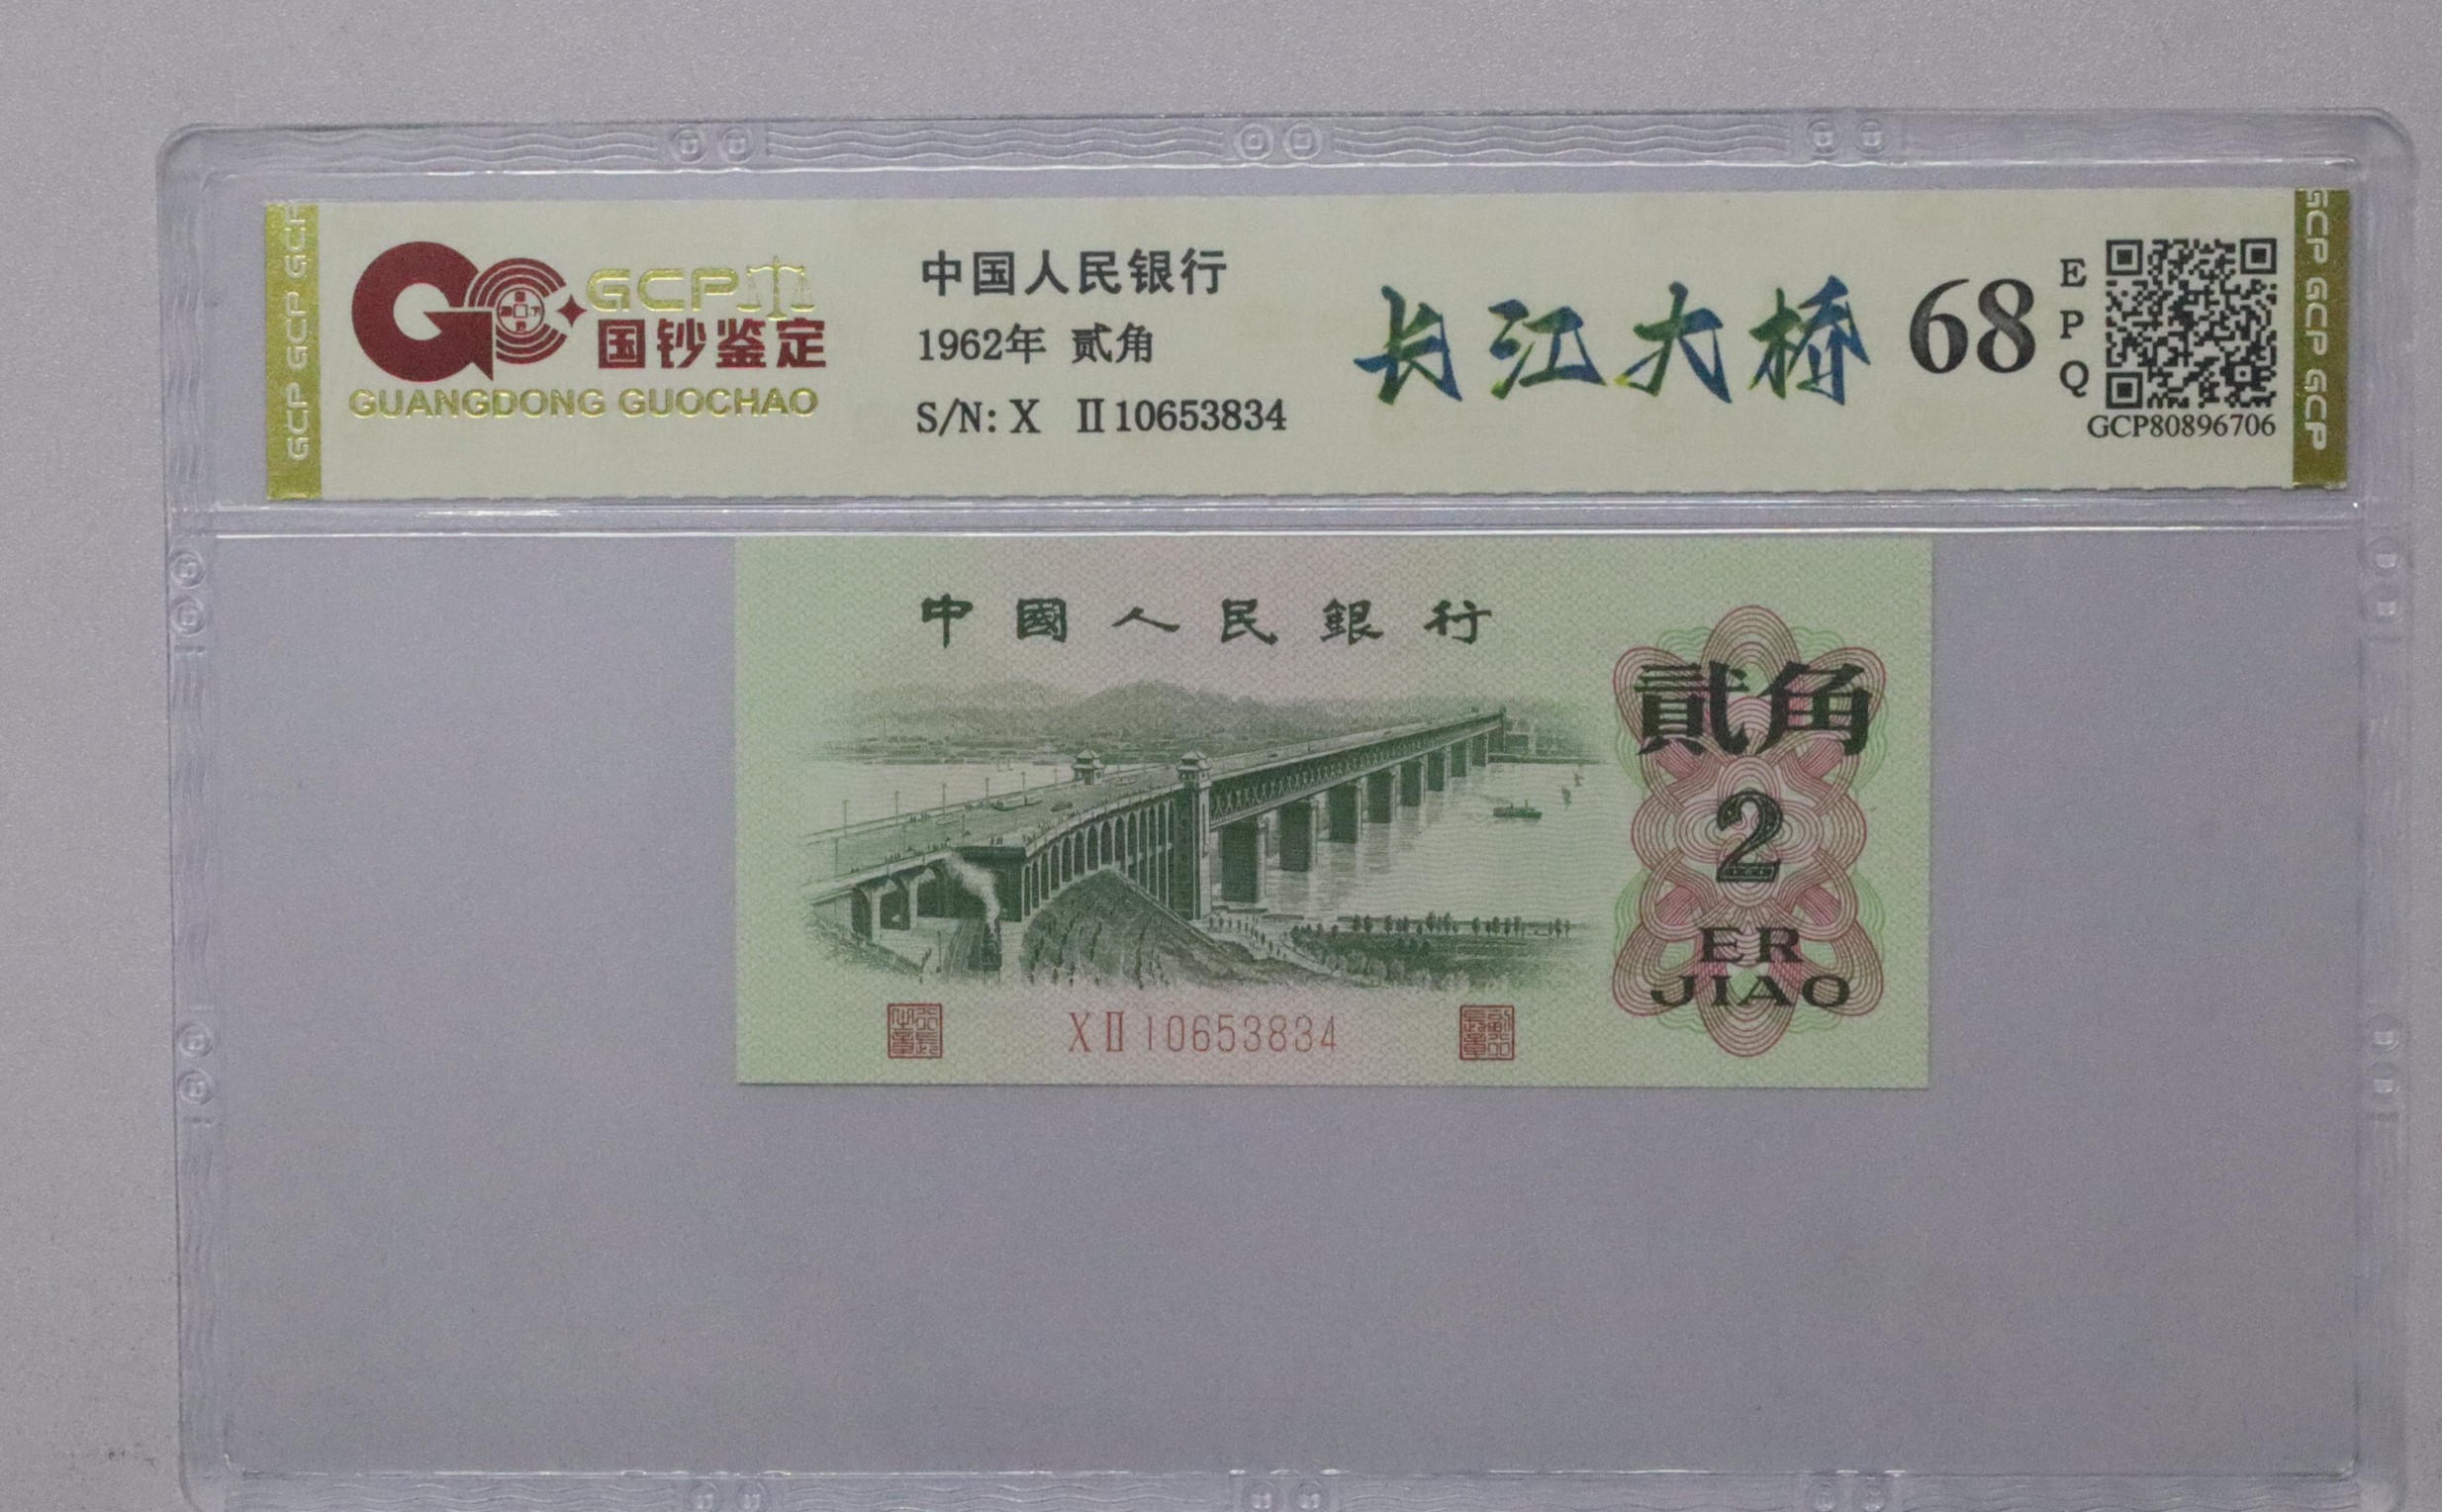 GCP
国钞鉴定
GUANGDONG GUOCHAO
中国人民银行
1962年 贰角
S/N: X Ⅱ10653834
长江大桥
68
EPQ
GCP80896706
GCP GCP GCP
GCP GCP GCP
中國人民銀行
貳角
2
ER
JIAO
XⅡ10653834